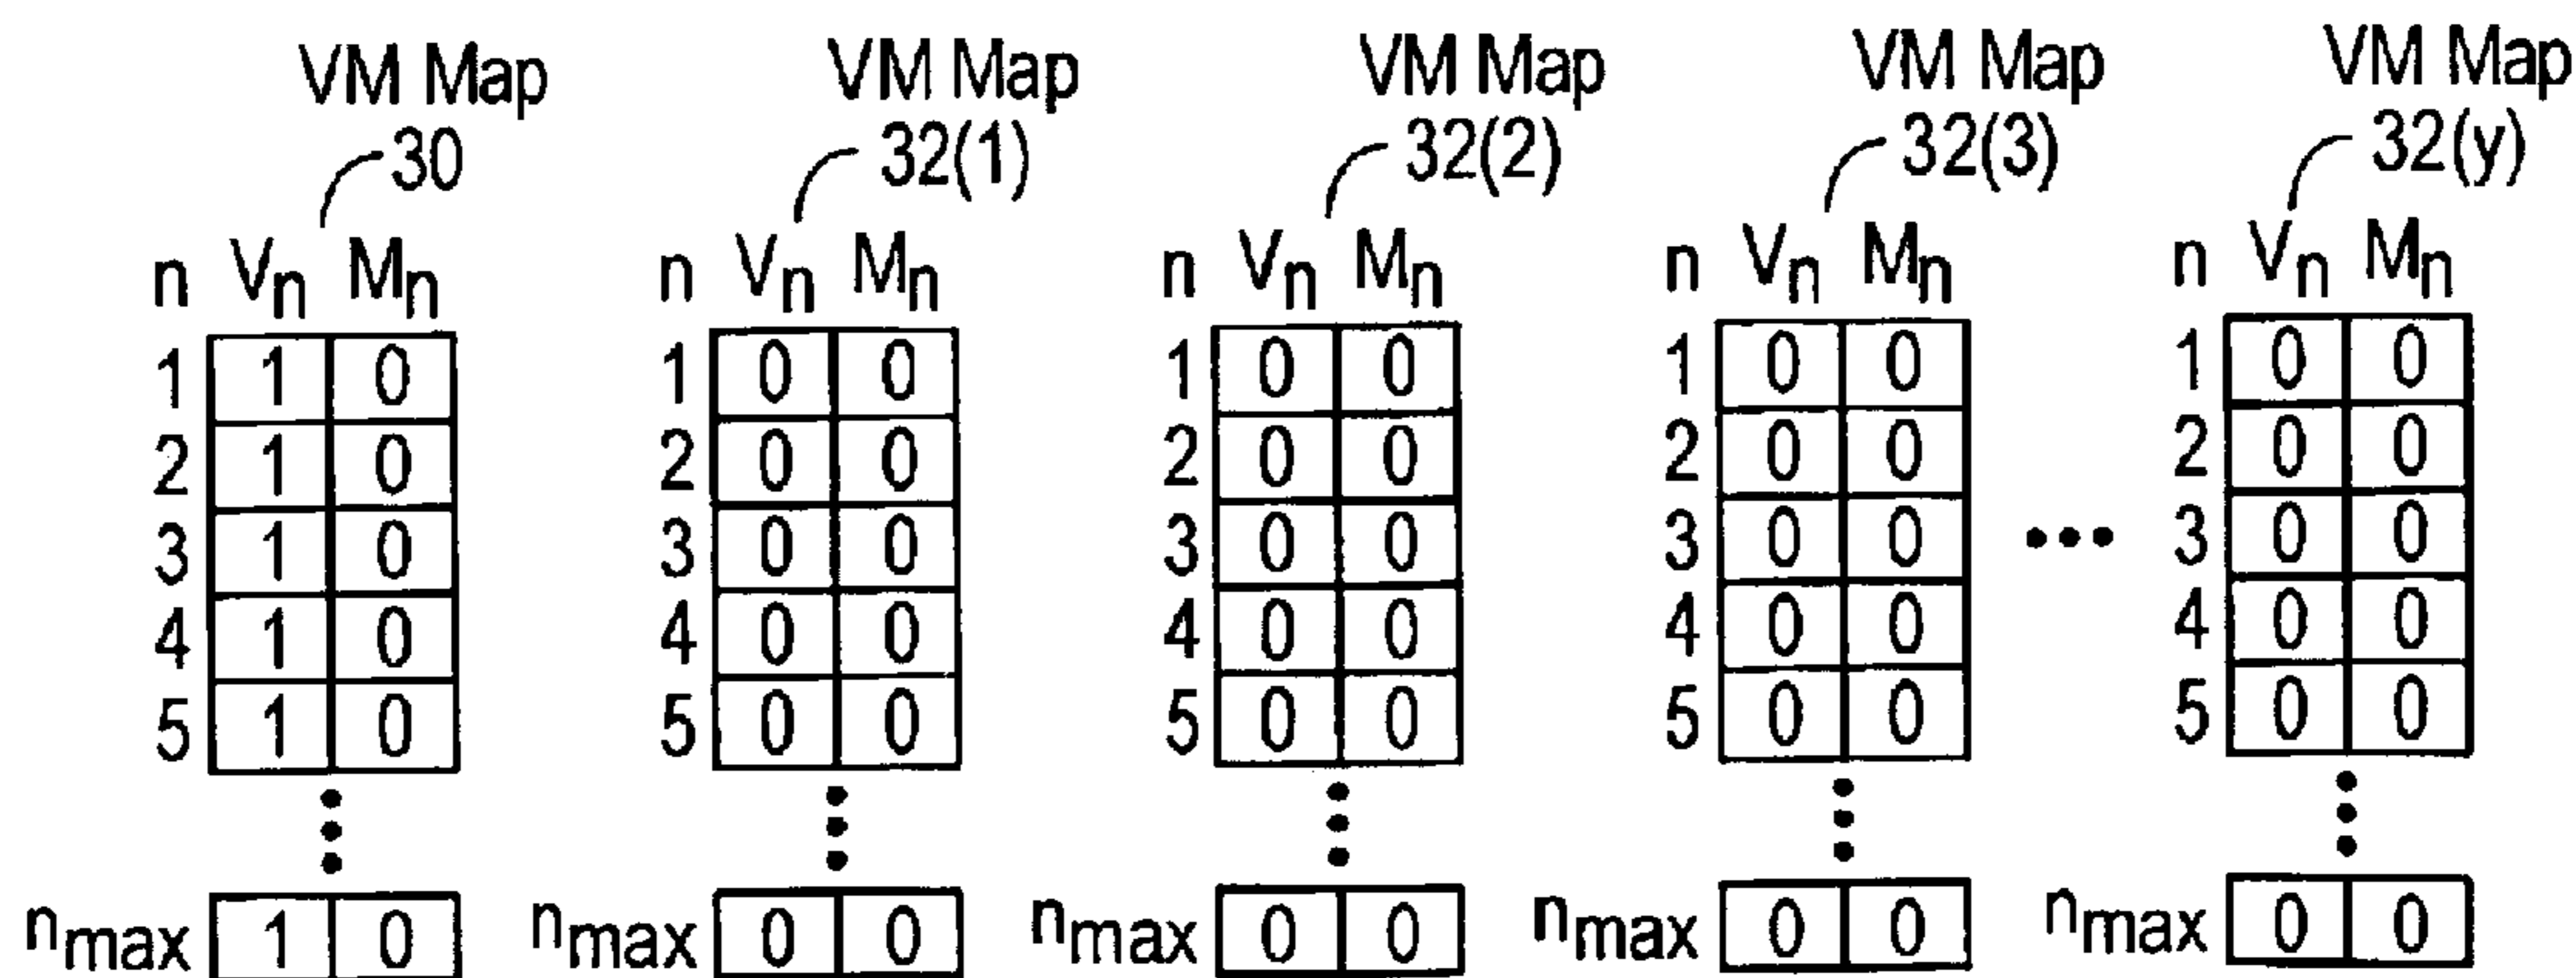 VM Map VM Map VM Map VM Map VM Map
30 32(1) 32(2) 32(3) 32(y)
n Vn Mn n Vn Mn n Vn Mn n Vn Mn n Vn Mn
1 1 0 1 0 0 1 0 0 1 0 0 1 0 0
2 1 0 2 0 0 2 0 0 2 0 0 2 0 0
3 1 0 3 0 0 3 0 0 3 0 0 ••• 3 0 0
4 1 0 4 0 0 4 0 0 4 0 0 4 0 0
5 1 0 5 0 0 5 0 0 5 0 0 5 0 0
nmax 1 0 nmax 0 0 nmax 0 0 nmax 0 0 nmax 0 0